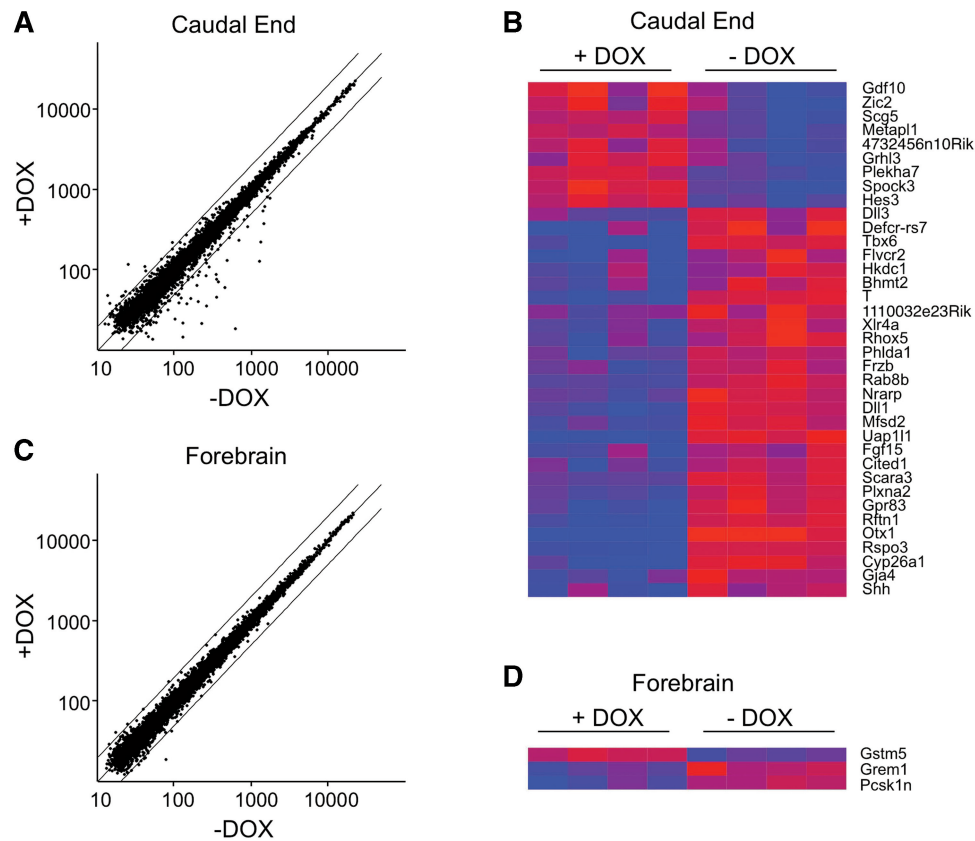 A
Caudal End
+DOX
10000
1000
100
10
100
1000
10000
-DOX
B
Caudal End
+ DOX
- DOX
Gdf10
Zic2
Scg5
Metapl1
4732456n10Rik
Grhl3
Plekha7
Spock3
Hes3
Dll3
Defcr-rs7
Tbx6
Flvcr2
Hkdc1
Bhmt2
T
1110032e23Rik
Xlr4a
Rhox5
Phlda1
Frzb
Rab8b
Nrarp
Dll1
Mfsd2
Uap1l1
Fgf15
Cited1
Scara3
Plxna2
Gpr83
Rftn1
Otx1
Rspo3
Cyp26a1
Gja4
Shh
C
Forebrain
+DOX
10000
1000
100
10
100
1000
10000
-DOX
D
Forebrain
+ DOX
- DOX
Gstm5
Grem1
Pcsk1n